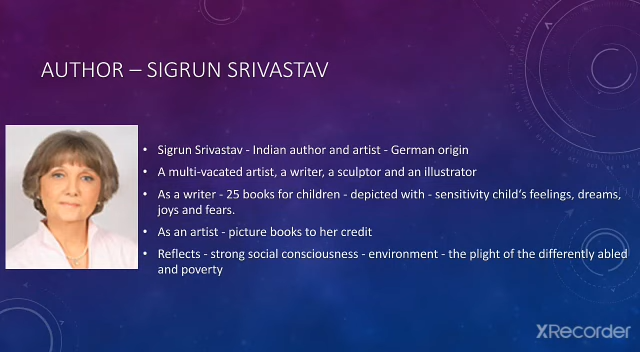 AUTHOR – SIGRUN SRIVASTAV
• Sigrun Srivastav - Indian author and artist - German origin
• A multi-vacated artist, a writer, a sculptor and an illustrator
• As a writer - 25 books for children - depicted with - sensitivity child's feelings, dreams,
joys and fears.
• As an artist - picture books to her credit
• Reflects - strong social consciousness - environment - the plight of the differently abled
and poverty
XRecorder